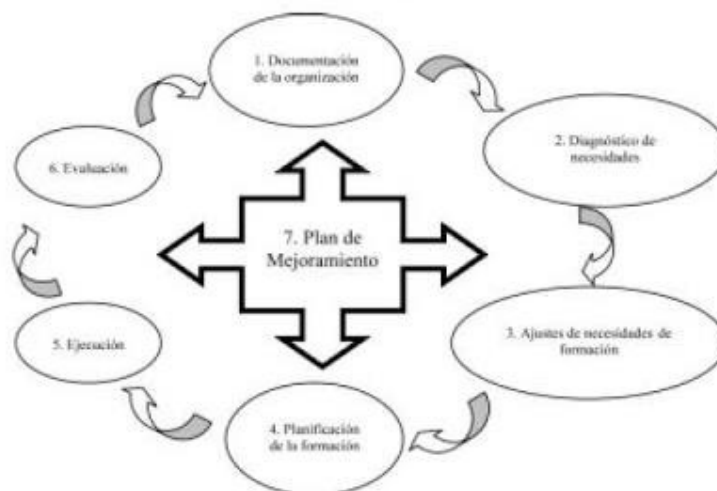 1. Documentación
de la organización
2. Diagnóstico de
necesidades
3. Ajustes de necesidades de
formación
4. Planificación
de la formación
5. Ejecución
6. Evaluación
7. Plan de
Mejoramiento